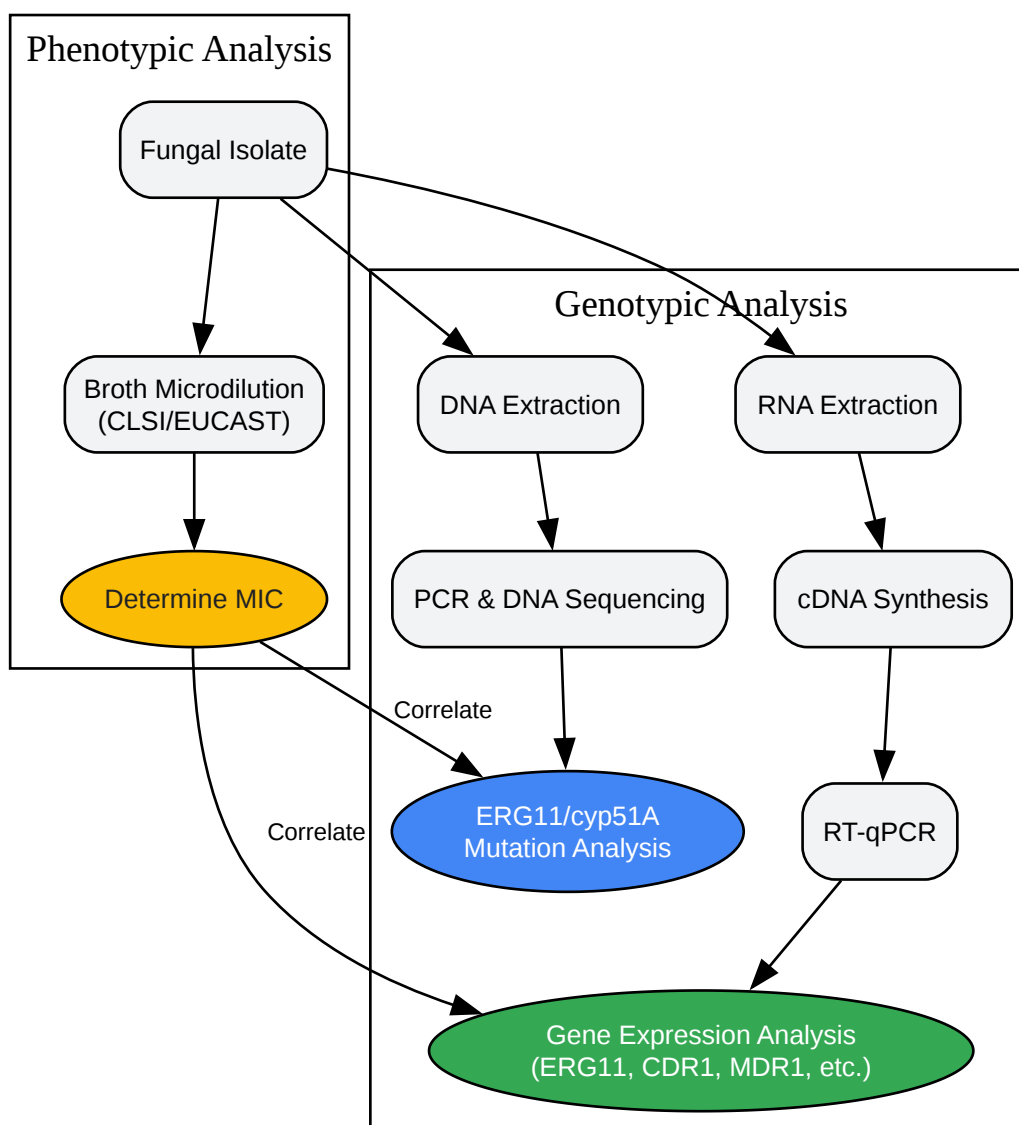 Phenotypic Analysis
Fungal Isolate
Genotypic Analysis
Broth Microdilution
(CLSI/EUCAST)
DNA Extraction
RNA Extraction
Determine MIC
PCR & DNA Sequencing
cDNA Synthesis
Correlate
ERG11/cyp51A
Mutation Analysis
Correlate
RT-qPCR
Gene Expression Analysis
(ERG11, CDR1, MDR1, etc.)